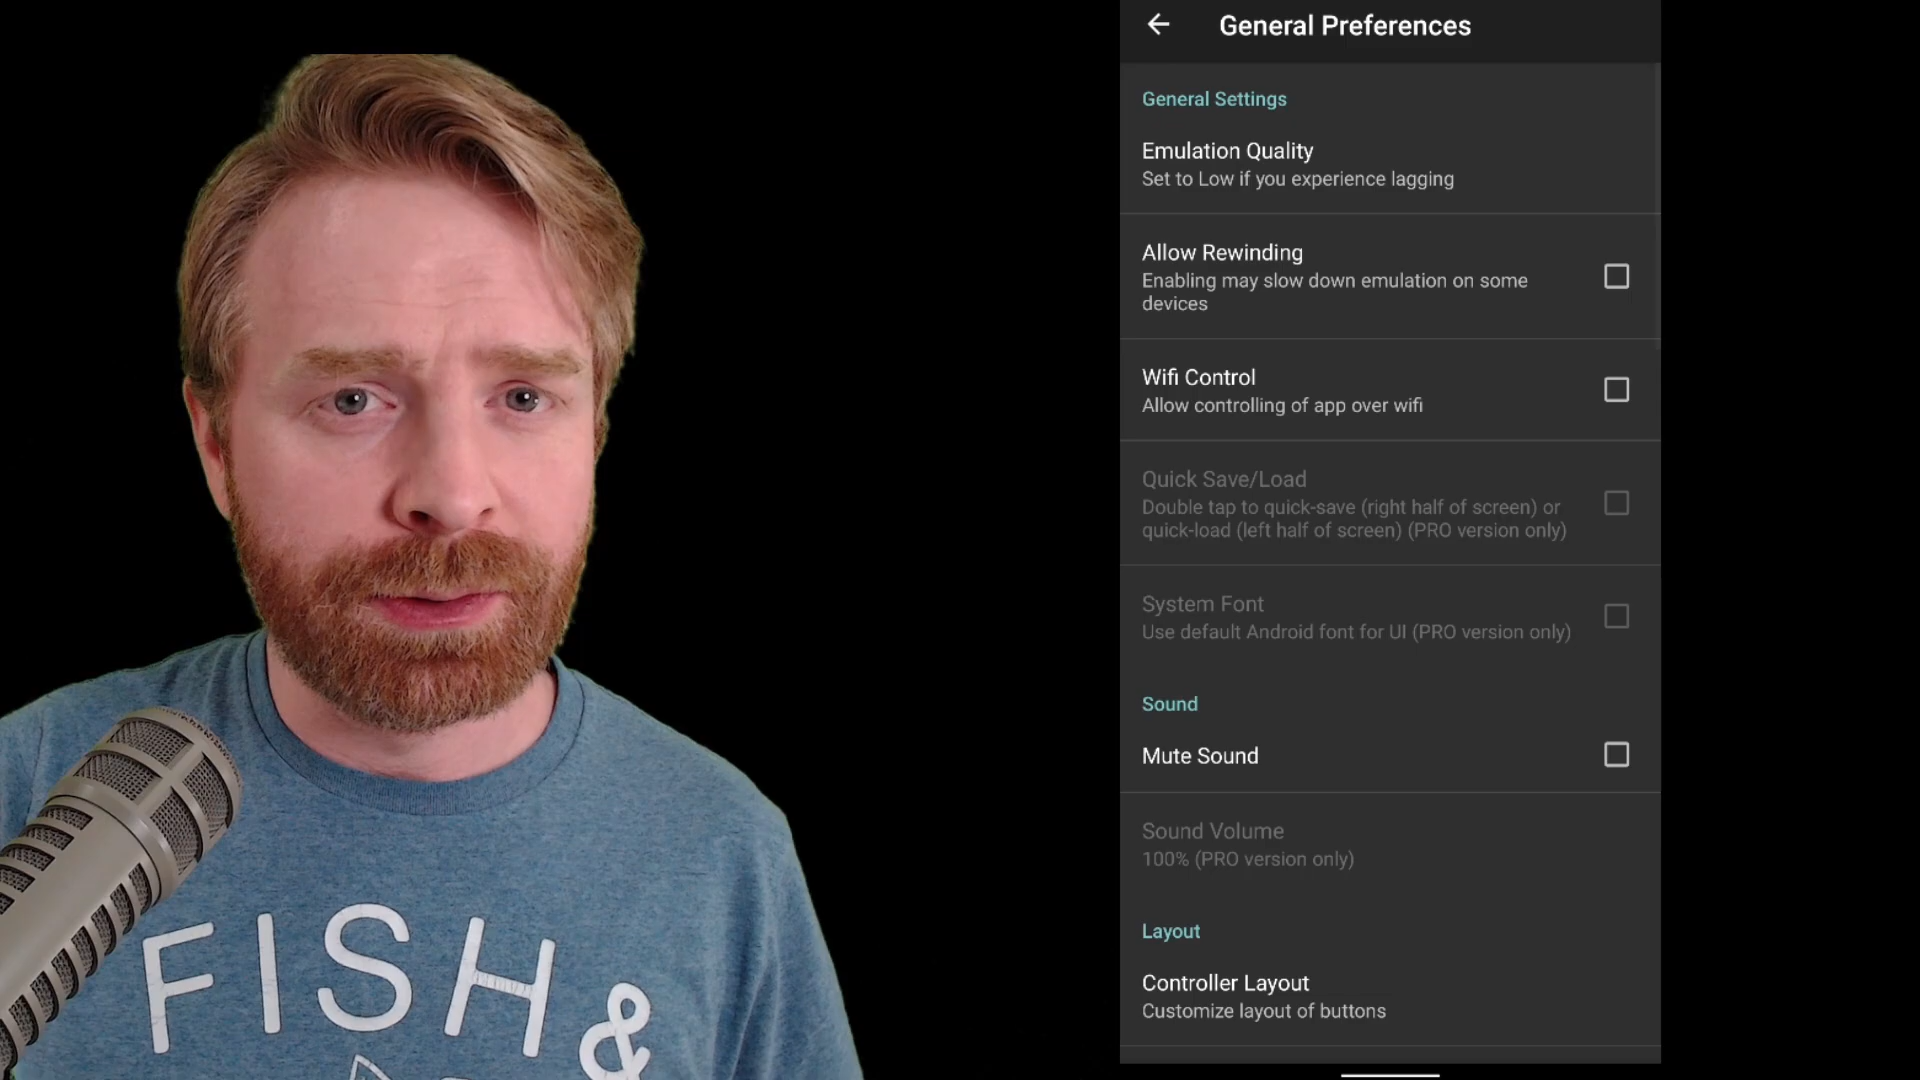 General Preferences
General Settings
Emulation Quality
Set to Low if you experience lagging
Allow Rewinding
Enabling may slow down emulation on some
devices
Wifi Control
Allow controlling of app over wifi
Quick Save/Load
Double tap to quick-save (right half of screen) or
quick-load (left half of screen) (PRO version only)
System Font
Use default Android font for UI (PRO version only)
Sound
Mute Sound
Sound Volume
100% (PRO version only)
Layout
Controller Layout
Customize layout of buttons
FISH &